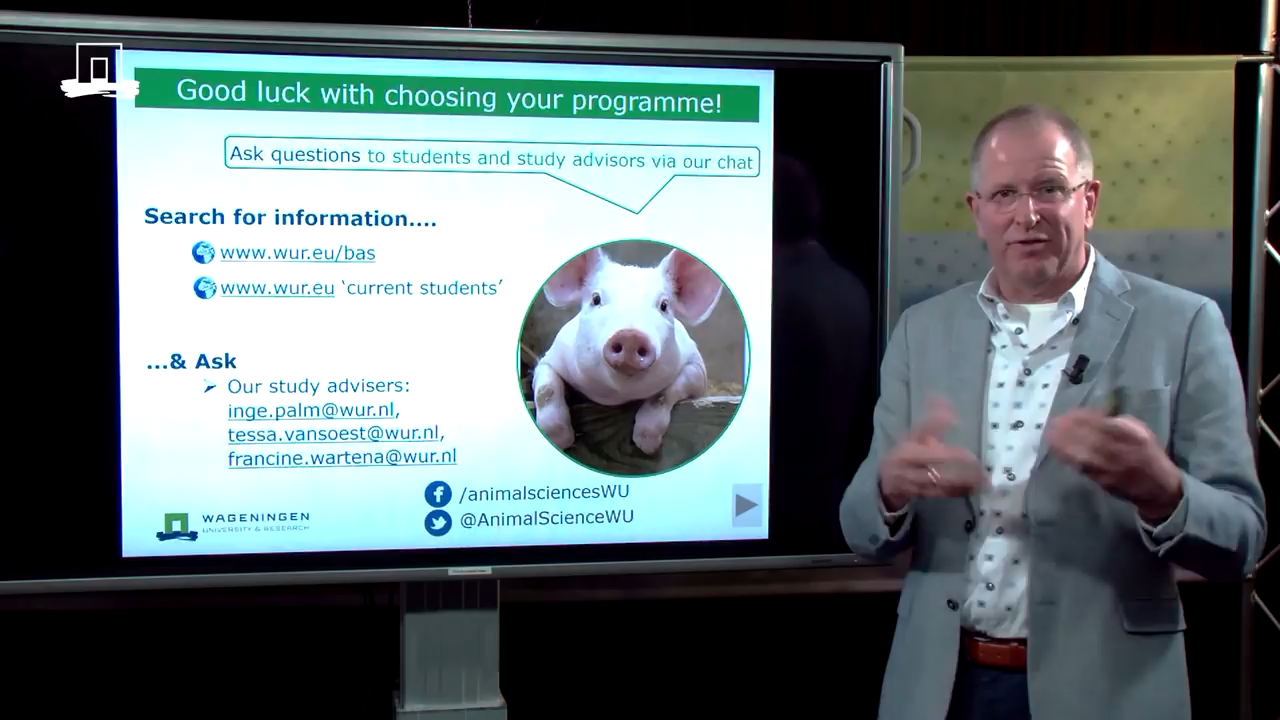 Good luck with choosing your programme!
Ask questions to students and study advisors via our chat
Search for information....
www.wur.eu/bas
www.wur.eu ‘current students’
...& Ask
Our study advisers:
inge.palm@wur.nl,
tessa.vansoest@wur.nl,
francine.wartena@wur.nl
/animalsciencesWU
@AnimalScienceWU
WAGENINGEN
UNIVERSITY & RESEARCH